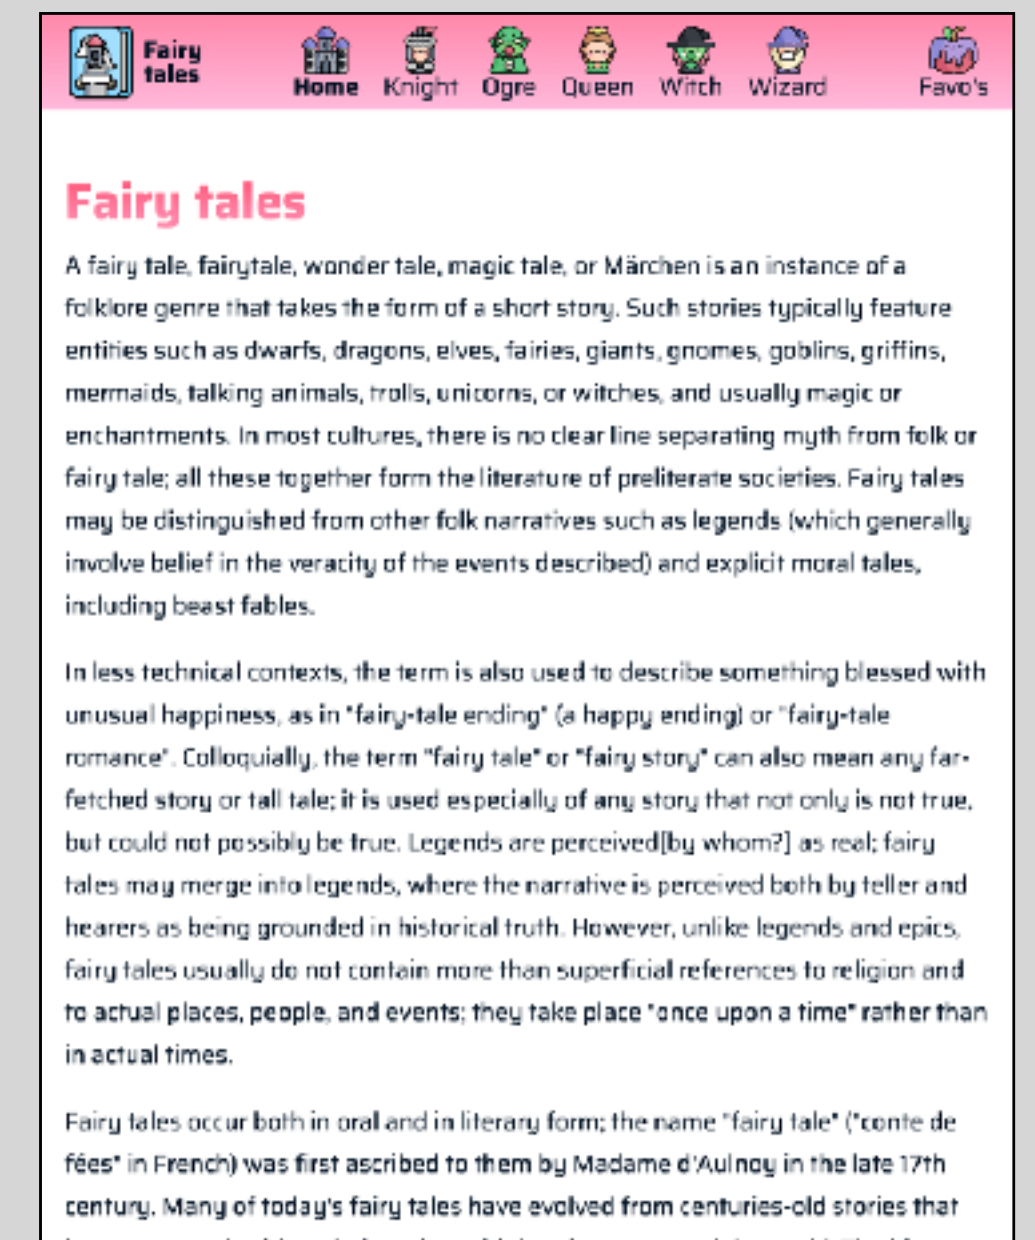 Fairy
tales
Home Knight Ogre Queen Witch Wizard Favo's
Fairy tales
A fairy tale, fairytale, wonder tale, magic tale, or Märchen is an instance of a
folklore genre that takes the form of a short story. Such stories typically feature
entities such as dwarfs, dragons, elves, fairies, giants, gnomes, goblins, griffins,
mermaids, talking animals, trolls, unicorns, or witches, and usually magic or
enchantments. In most cultures, there is no clear line separating myth from folk or
fairy tale; all these together form the literature of preliterate societies. Fairy tales
may be distinguished from other folk narratives such as legends (which generally
involve belief in the veracity of the events described) and explicit moral tales,
including beast fables.
In less technical contexts, the term is also used to describe something blessed with
unusual happiness, as in "fairy-tale ending" (a happy ending) or "fairy-tale
romance". Colloquially, the term "fairy tale" or "fairy story" can also mean any far-
fetched story or tall tale; it is used especially of any story that not only is not true,
but could not possibly be true. Legends are perceived[by whom?] as real; fairy
tales may merge into legends, where the narrative is perceived both by teller and
hearers as being grounded in historical truth. However, unlike legends and epics,
fairy tales usually do not contain more than superficial references to religion and
to actual places, people, and events; they take place "once upon a time" rather than
in actual times.
Fairy tales occur both in oral and in literary form; the name "fairy tale" ("conte de
fées" in French) was first ascribed to them by Madame d'Aulnoy in the late 17th
century. Many of today's fairy tales have evolved from centuries-old stories that